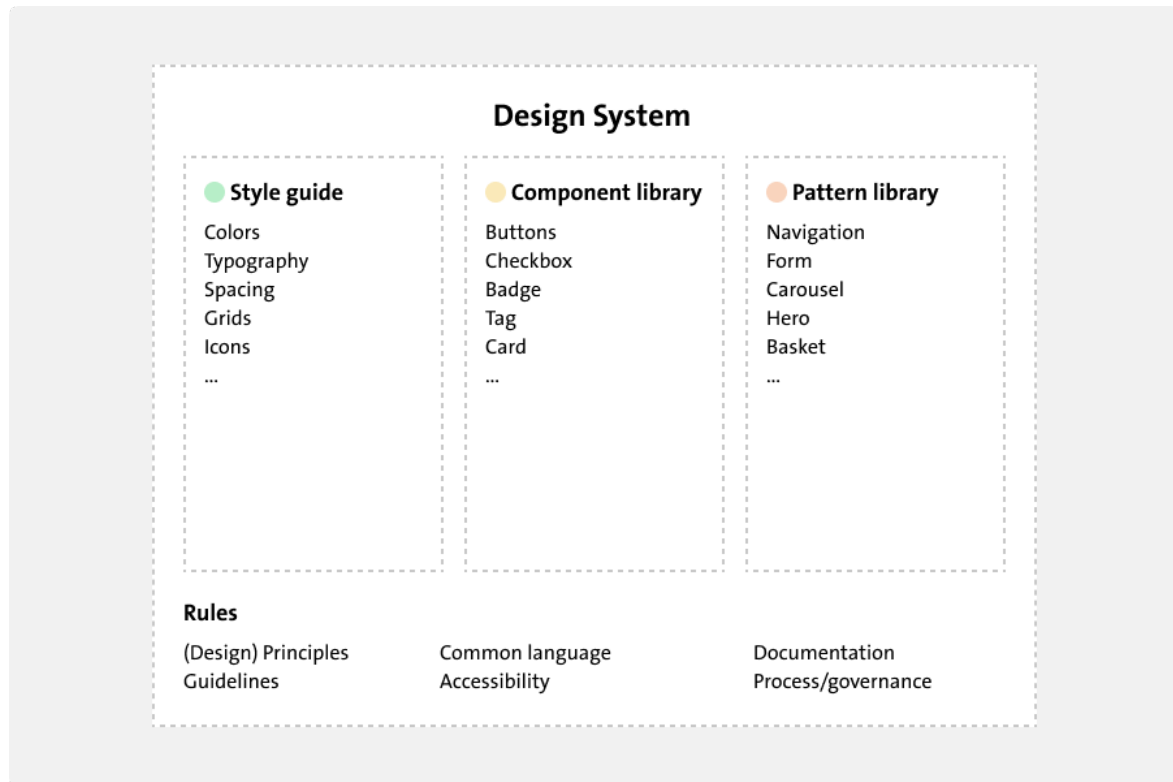 Design System
Style guide
Colors
Typography
Spacing
Grids
Icons
...
Component library
Buttons
Checkbox
Badge
Tag
Card
...
Pattern library
Navigation
Form
Carousel
Hero
Basket
...
Rules
(Design) Principles
Guidelines
Common language
Accessibility
Documentation
Process/governance